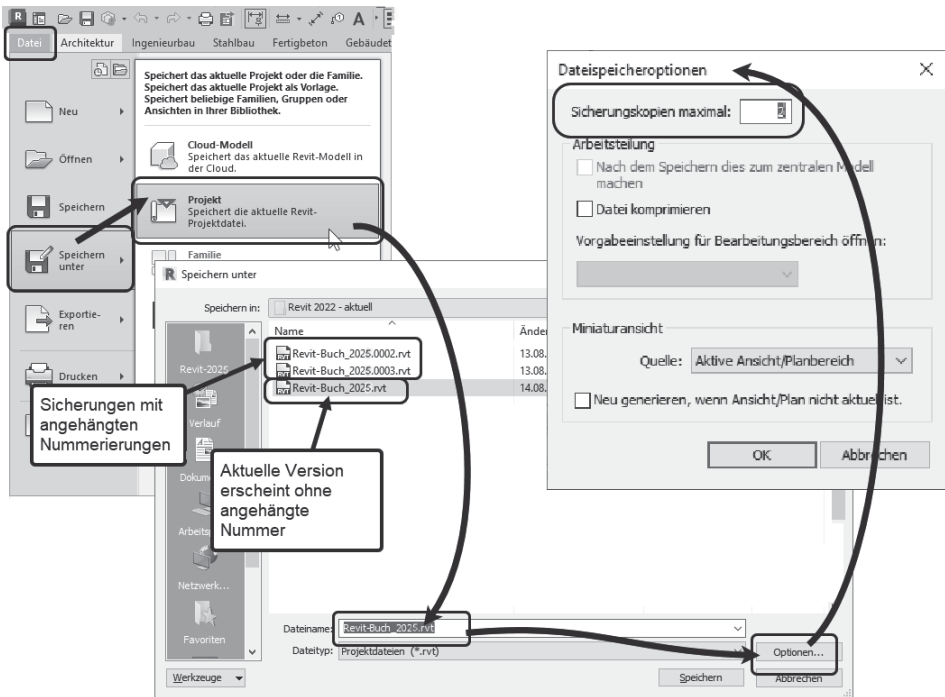 Datei Architektur Ingenieurbau Stahlbau Fertigbeton Gebäudet
Speichert das aktuelle Projekt oder die Familie.
Speichert das aktuelle Projekt als Vorlage.
Speichert beliebige Familien, Gruppen oder
Ansichten in Ihrer Bibliothek.
Neu
Öffnen
Speichern
Speichern
unter
Exportie-
ren
Drucken
Cloud-Modell
Speichert das aktuelle Revit-Modell in
der Cloud.
Projekt
Speichert die aktuelle Revit-
Projektdatei.
Familie
Speichern unter
Speichern in: Revit 2022 - aktuell
Name
Revit-Buch_2025.0002.rvt 13.08.
Revit-Buch_2025.0003.rvt 13.08.
Revit-Buch_2025.rvt 14.08.
Revit-2025
Verlauf
Netzwerk...
Favoriten
Sicherungen mit
angehängten
Nummerierungen
Aktuelle Version
erscheint ohne
angehängte
Nummer
Dateiname: Revit-Buch_2025.rvt
Dateityp: Projektdateien (*.rvt)
Optionen...
Werkzeuge
Speichern
Abbrechen
Dateispeicheroptionen
Sicherungskopien maximal:
Arbeitsteilung
Nach dem Speichern dies zum zentralen Modell
machen
Datei komprimieren
Vorgabeeinstellung für Bearbeitungsbereich öffnen:
Miniaturansicht
Quelle: Aktive Ansicht/Planbereich
Neu generieren, wenn Ansicht/Plan nicht aktuell ist.
OK
Abbrechen